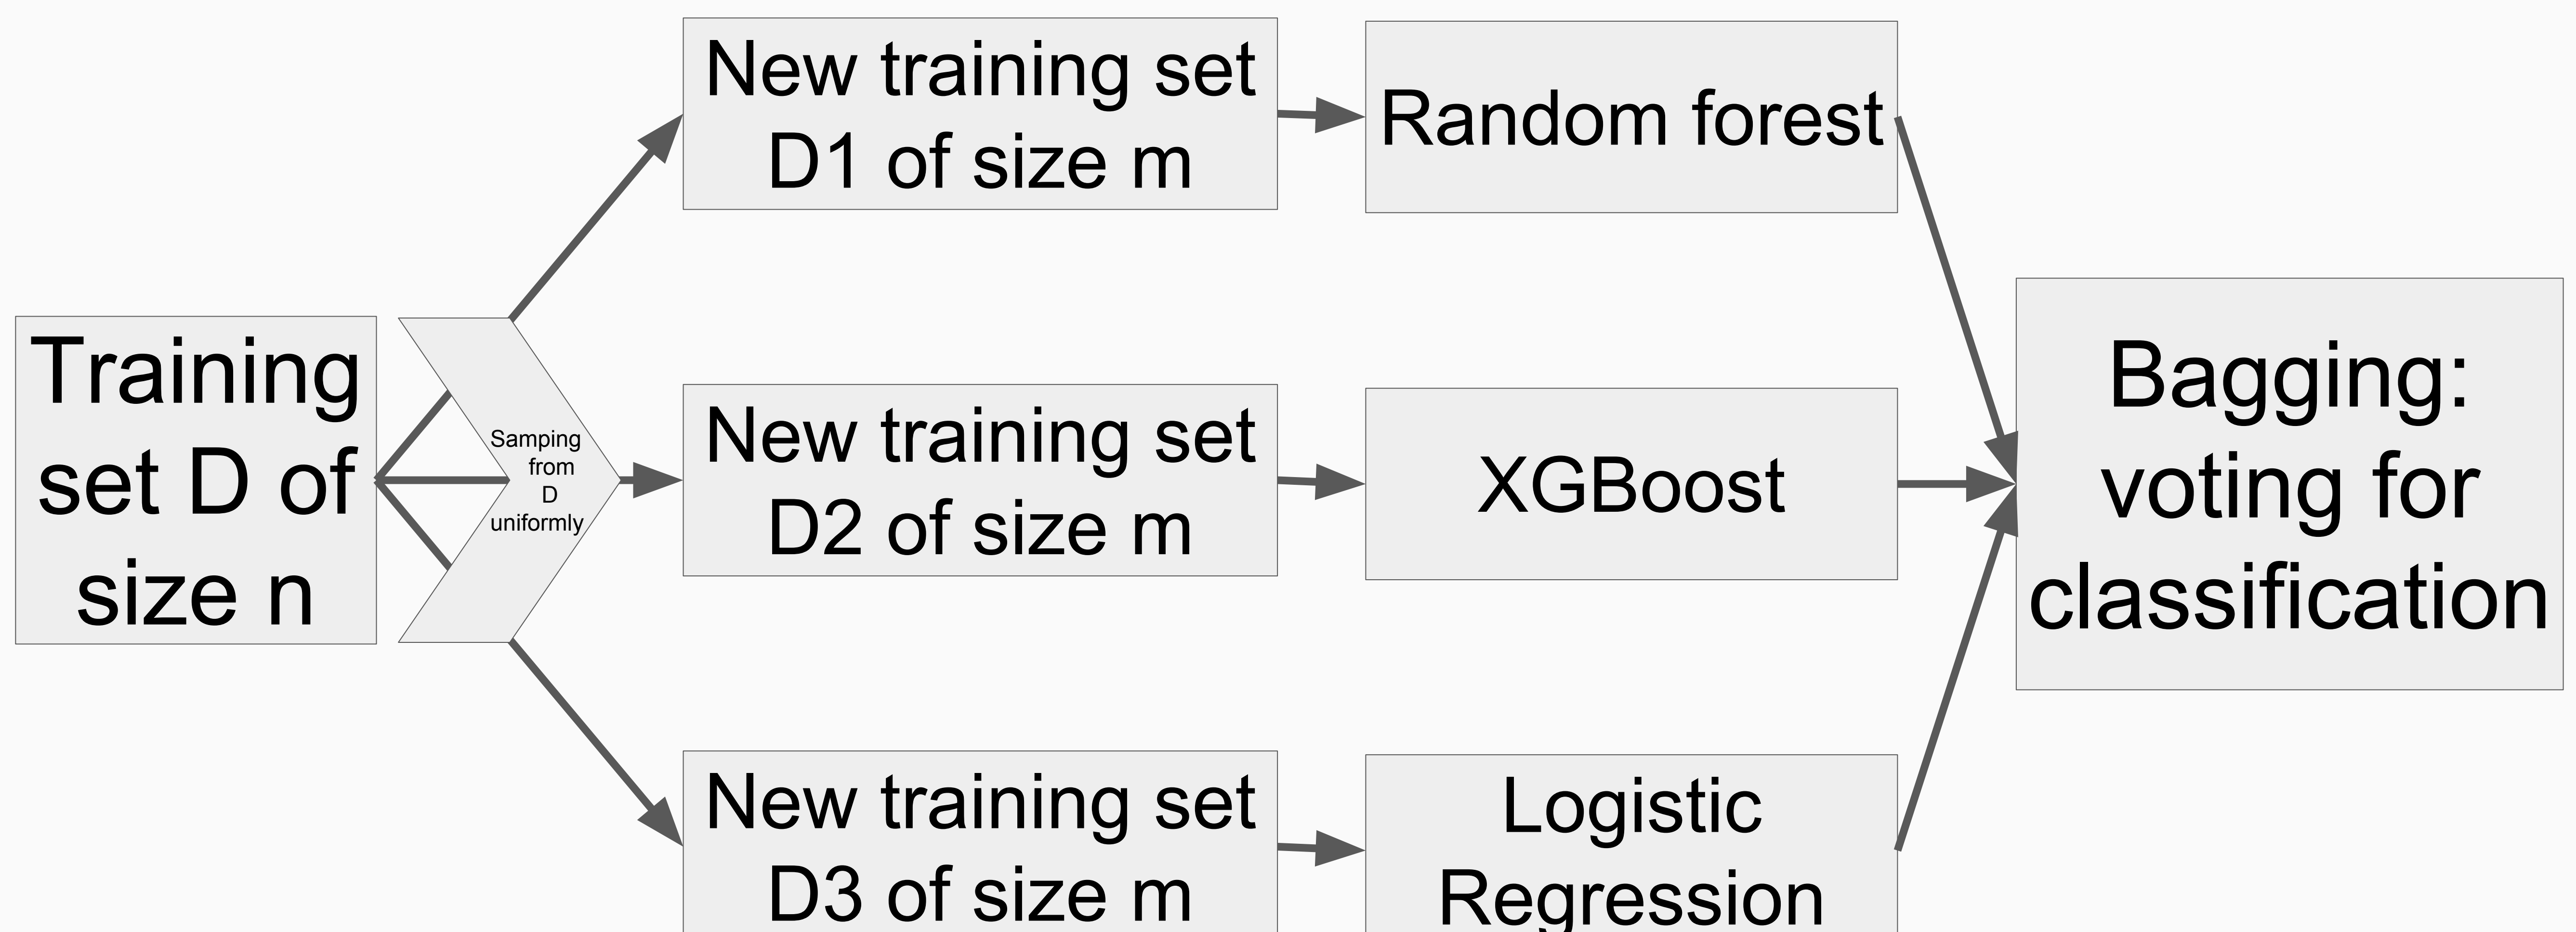 Training
set D of
size n
Samping
from
D
uniformly
New training set
D1 of size m
Random forest
New training set
D2 of size m
XGBoost
New training set
D3 of size m
Logistic
Regression
Bagging:
voting for
classification